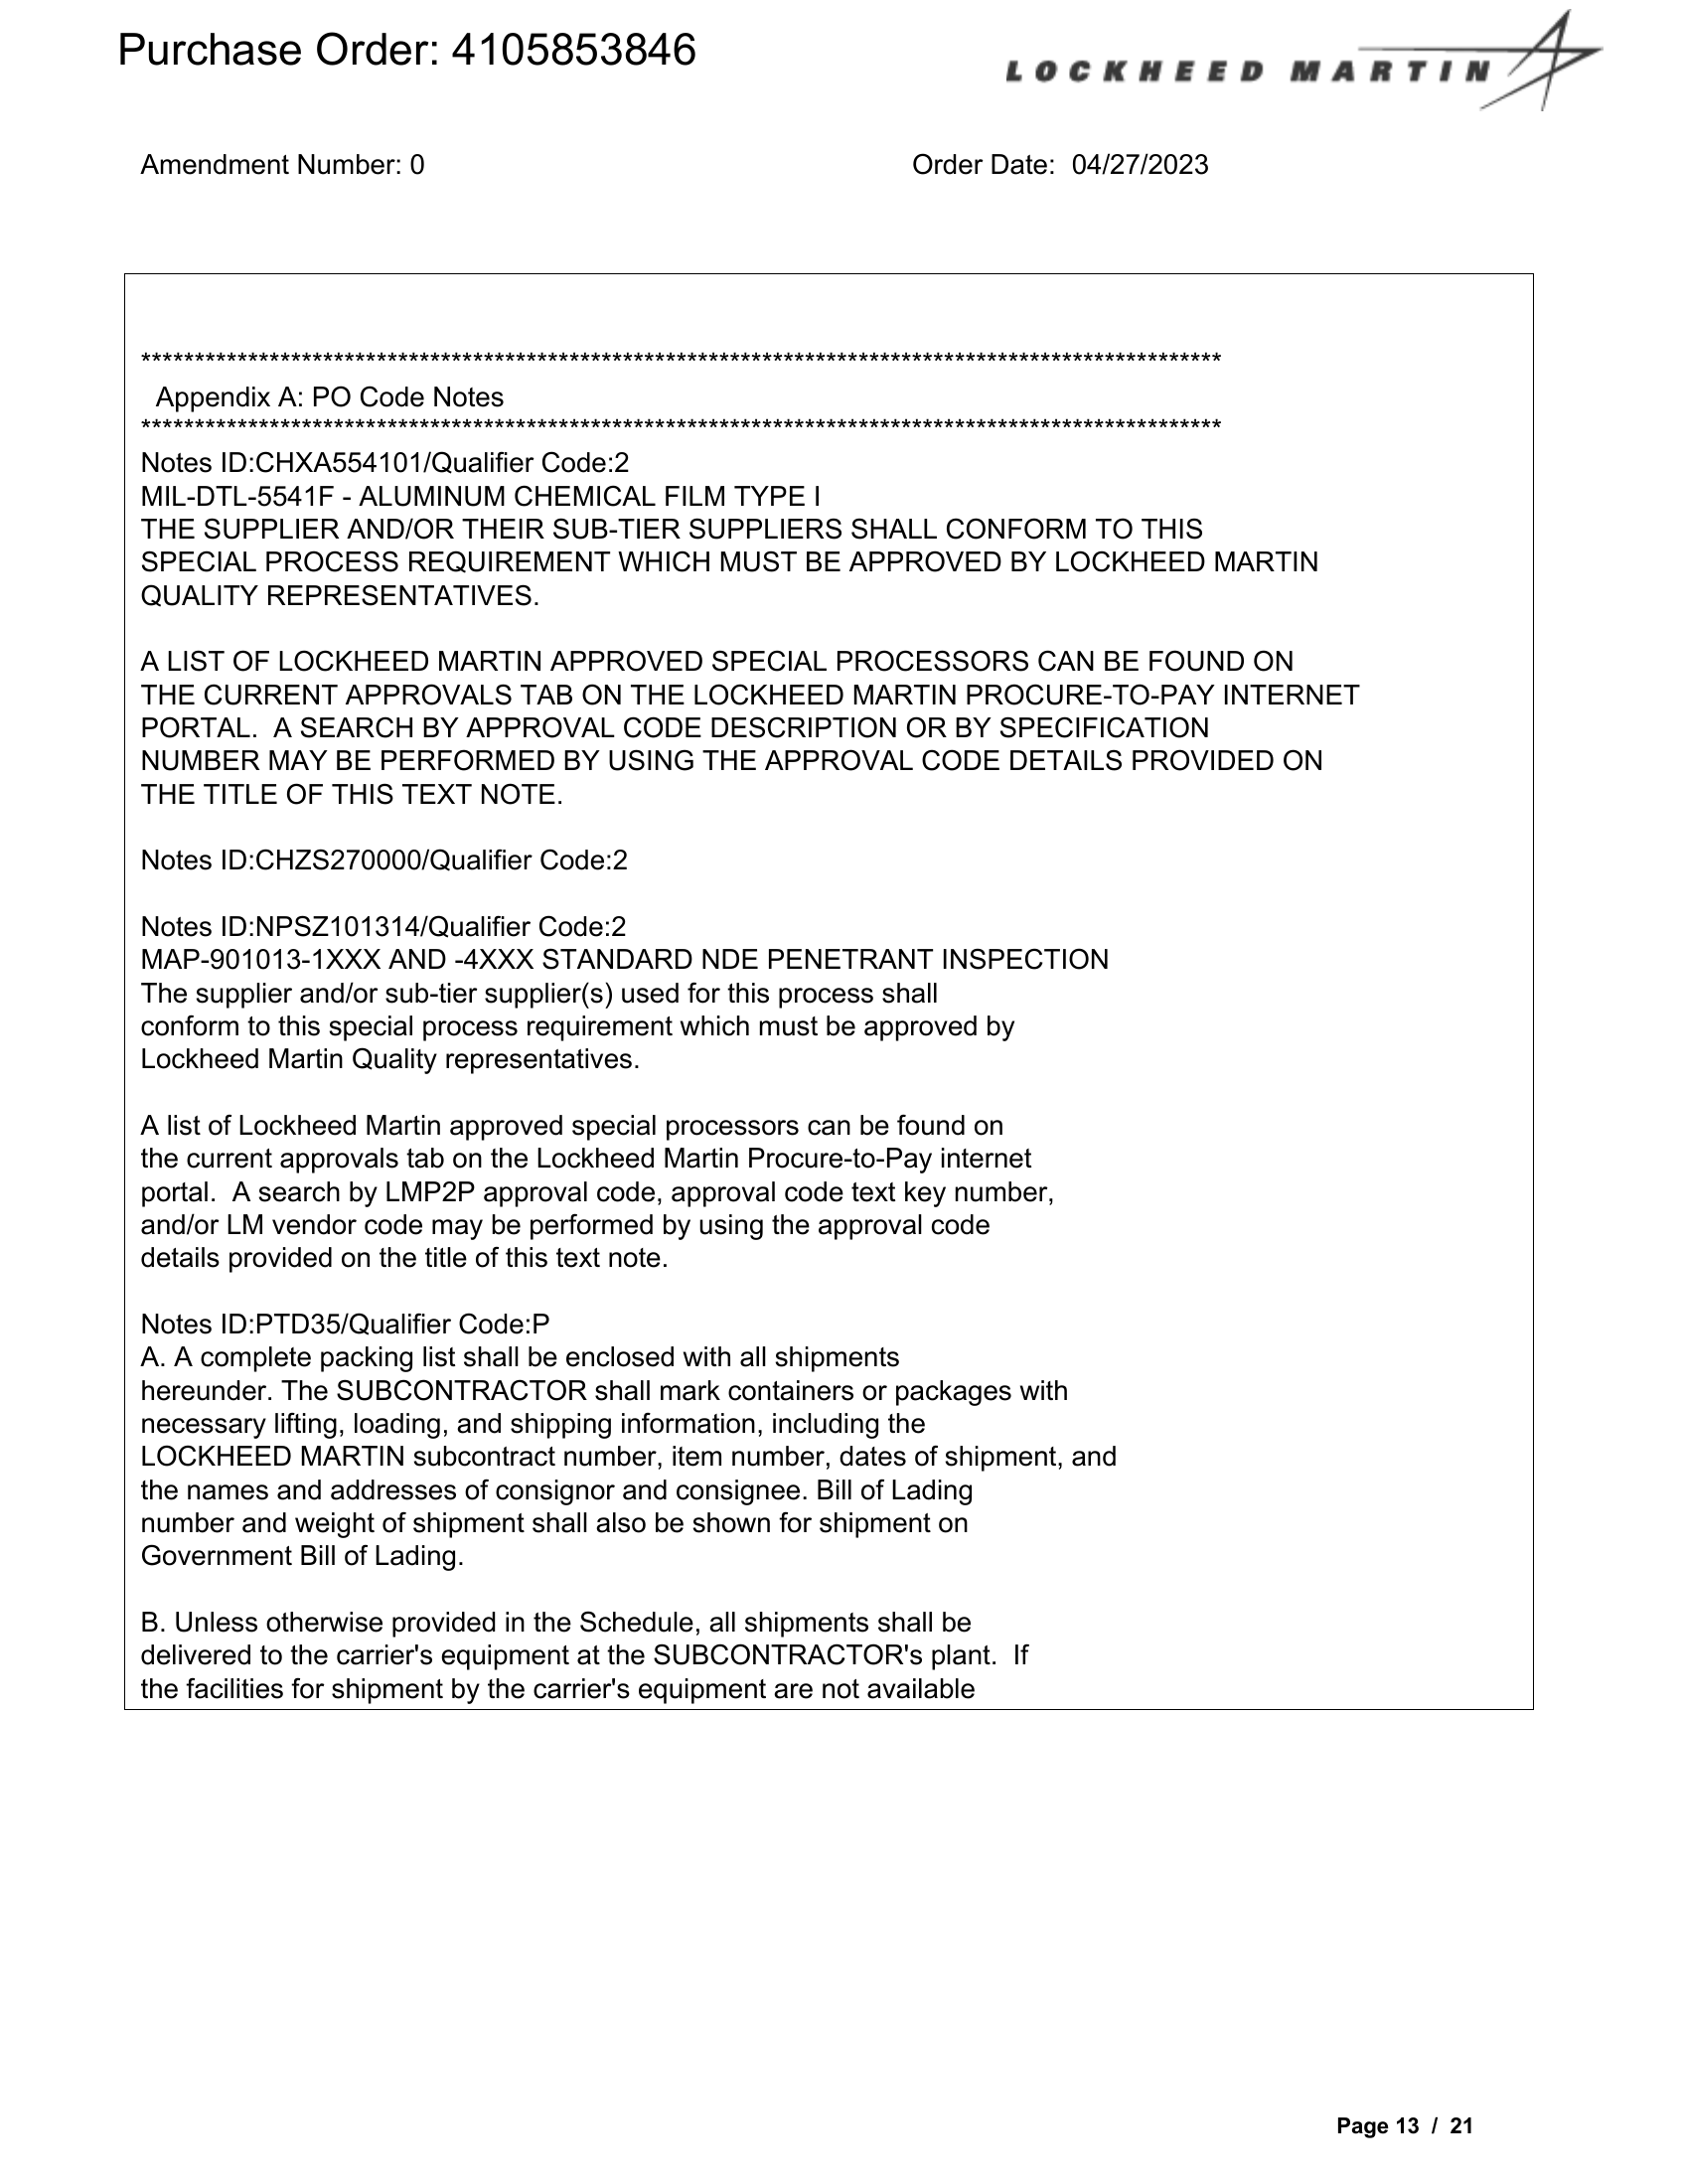 Purchase Order: 4105853846
LOCKHEED MARTIN
Amendment Number: 0 Order Date: 04/27/2023
****************************************************************************************************
Appendix A: PO Code Notes
****************************************************************************************************
Notes ID:CHXA554101/Qualifier Code:2
MIL-DTL-5541F - ALUMINUM CHEMICAL FILM TYPE I
THE SUPPLIER AND/OR THEIR SUB-TIER SUPPLIERS SHALL CONFORM TO THIS
SPECIAL PROCESS REQUIREMENT WHICH MUST BE APPROVED BY LOCKHEED MARTIN
QUALITY REPRESENTATIVES.
A LIST OF LOCKHEED MARTIN APPROVED SPECIAL PROCESSORS CAN BE FOUND ON
THE CURRENT APPROVALS TAB ON THE LOCKHEED MARTIN PROCURE-TO-PAY INTERNET
PORTAL.  A SEARCH BY APPROVAL CODE DESCRIPTION OR BY SPECIFICATION
NUMBER MAY BE PERFORMED BY USING THE APPROVAL CODE DETAILS PROVIDED ON
THE TITLE OF THIS TEXT NOTE.
Notes ID:CHZS270000/Qualifier Code:2
Notes ID:NPSZ101314/Qualifier Code:2
MAP-901013-1XXX AND -4XXX STANDARD NDE PENETRANT INSPECTION
The supplier and/or sub-tier supplier(s) used for this process shall
conform to this special process requirement which must be approved by
Lockheed Martin Quality representatives.
A list of Lockheed Martin approved special processors can be found on
the current approvals tab on the Lockheed Martin Procure-to-Pay internet
portal.  A search by LMP2P approval code, approval code text key number,
and/or LM vendor code may be performed by using the approval code
details provided on the title of this text note.
Notes ID:PTD35/Qualifier Code:P
A. A complete packing list shall be enclosed with all shipments
hereunder. The SUBCONTRACTOR shall mark containers or packages with
necessary lifting, loading, and shipping information, including the
LOCKHEED MARTIN subcontract number, item number, dates of shipment, and
the names and addresses of consignor and consignee. Bill of Lading
number and weight of shipment shall also be shown for shipment on
Government Bill of Lading.
B. Unless otherwise provided in the Schedule, all shipments shall be
delivered to the carrier's equipment at the SUBCONTRACTOR's plant.  If
the facilities for shipment by the carrier's equipment are not available
Page 13 / 21